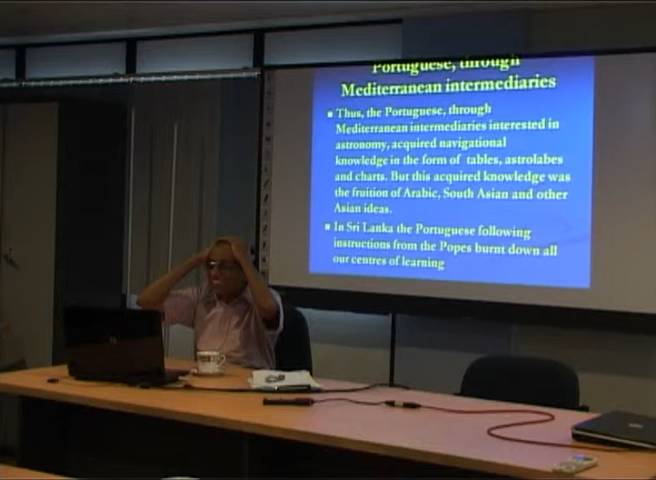 Portuguese, through
Mediterranean intermediaries
Thus, the Portuguese, through
Mediterranean intermediaries interested in
astronomy, acquired navigational
knowledge in the form of tables, astrolabes
and charts. But this acquired knowledge was
the fruition of Arabic, South Asian and other
Asian ideas.
In Sri Lanka the Portuguese following
instructions from the Popes burnt down all
our centres of learning